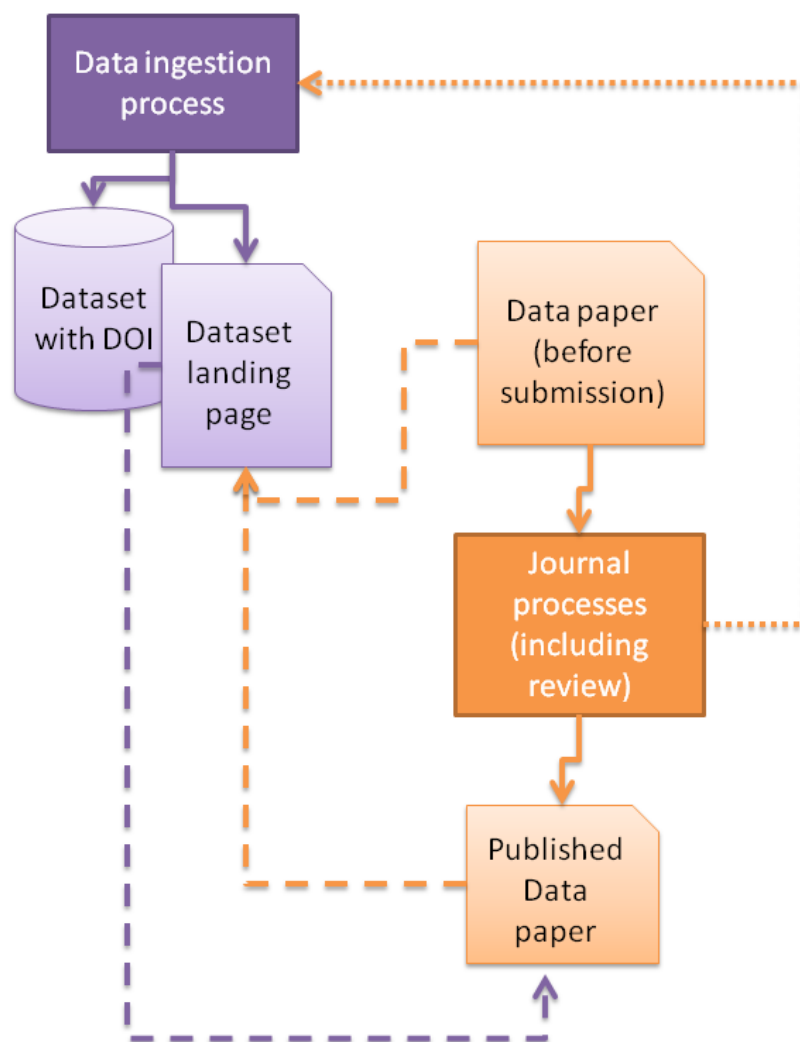 Data ingestion
process
Dataset
with DOI
Dataset
landing
page
Data paper
(before
submission)
Journal
processes
(including
review)
Published
Data
paper